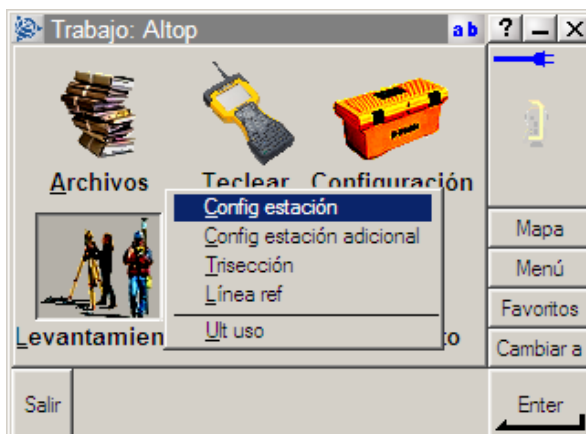 Trabajo: Altop
ab ? X
Archivos
Teclear
Configuración
Config estación
Config estación adicional
Trisección
Línea ref
Ult uso
Levantamien
to
Mapa
Menú
Favoritos
Cambiar a
Salir
Enter